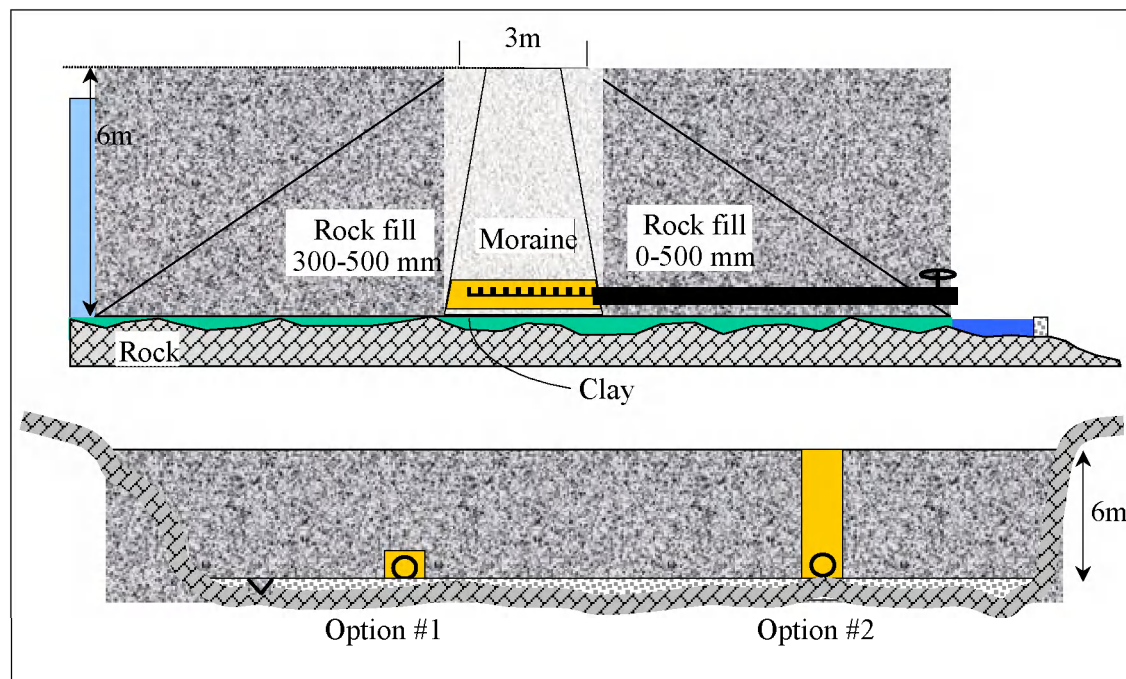 3m
6m
Rock fill
300-500 mm
Moraine
Rock fill
0-500 mm
Rock
Clay
6m
Option #1
Option #2